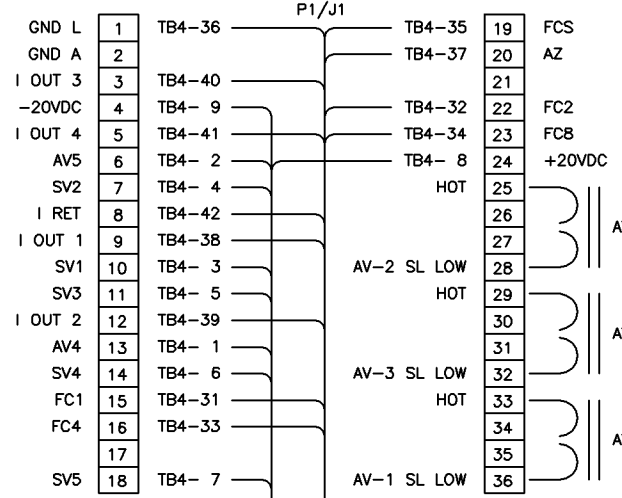 P1/J1
GND L 1 TB4-36 TB4-35 19 FCS
GND A 2 TB4-37 20 AZ
I OUT 3 3 TB4-40 21
-20VDC 4 TB4- 9 TB4-32 22 FC2
I OUT 4 5 TB4-41 TB4-34 23 FC8
AV5 6 TB4- 2 TB4- 8 24 +20VDC
SV2 7 TB4- 4 HOT 25
I RET 8 TB4-42 26
I OUT 1 9 TB4-38 27
SV1 10 TB4- 3 AV-2 SL LOW 28
SV3 11 TB4- 5 HOT 29
I OUT 2 12 TB4-39 30
AV4 13 TB4- 1 31
SV4 14 TB4- 6 AV-3 SL LOW 32
FC1 15 TB4-31 HOT 33
FC4 16 TB4-33 34
17 35
SV5 18 TB4- 7 AV-1 SL LOW 36